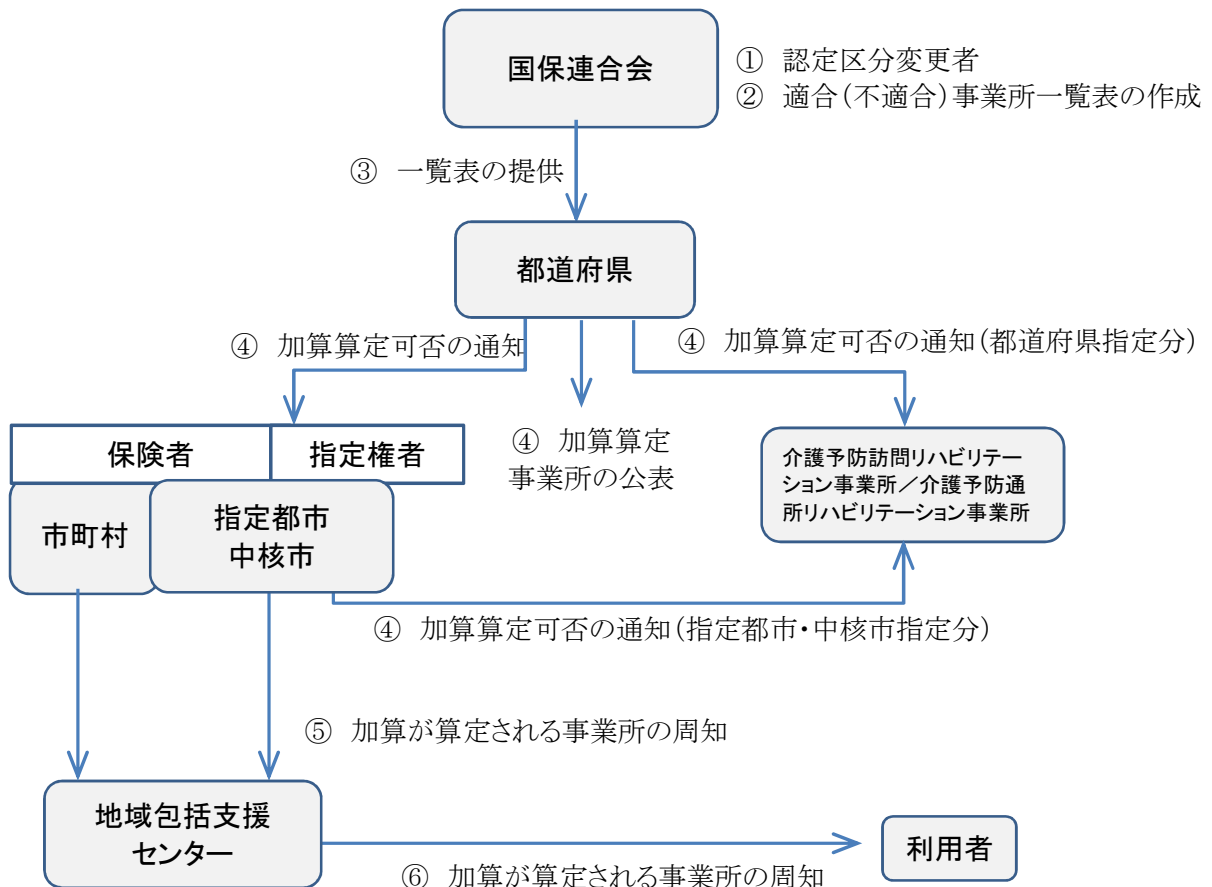 国保連合会
① 認定区分変更者
② 適合（不適合）事業所一覧表の作成
③ 一覧表の提供
都道府県
④ 加算算定可否の通知
④ 加算算定可否の通知（都道府県指定分）
保険者
指定権者
④ 加算算定
事業所の公表
介護予防訪問リハビリテー
ション事業所／介護予防通
所リハビリテーション事業所
市町村
指定都市
中核市
④ 加算算定可否の通知（指定都市・中核市指定分）
⑤ 加算が算定される事業所の周知
地域包括支援
センター
利用者
⑥ 加算が算定される事業所の周知